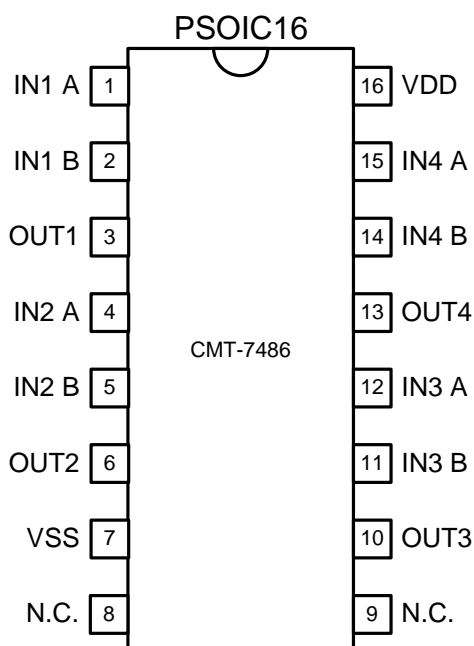 PSOIC16
IN1 A 1 16 VDD
IN1 B 2 15 IN4 A
OUT1 3 14 IN4 B
IN2 A 4 13 OUT4
CMT-7486
IN2 B 5 12 IN3 A
OUT2 6 11 IN3 B
VSS 7 10 OUT3
N.C. 8 9 N.C.